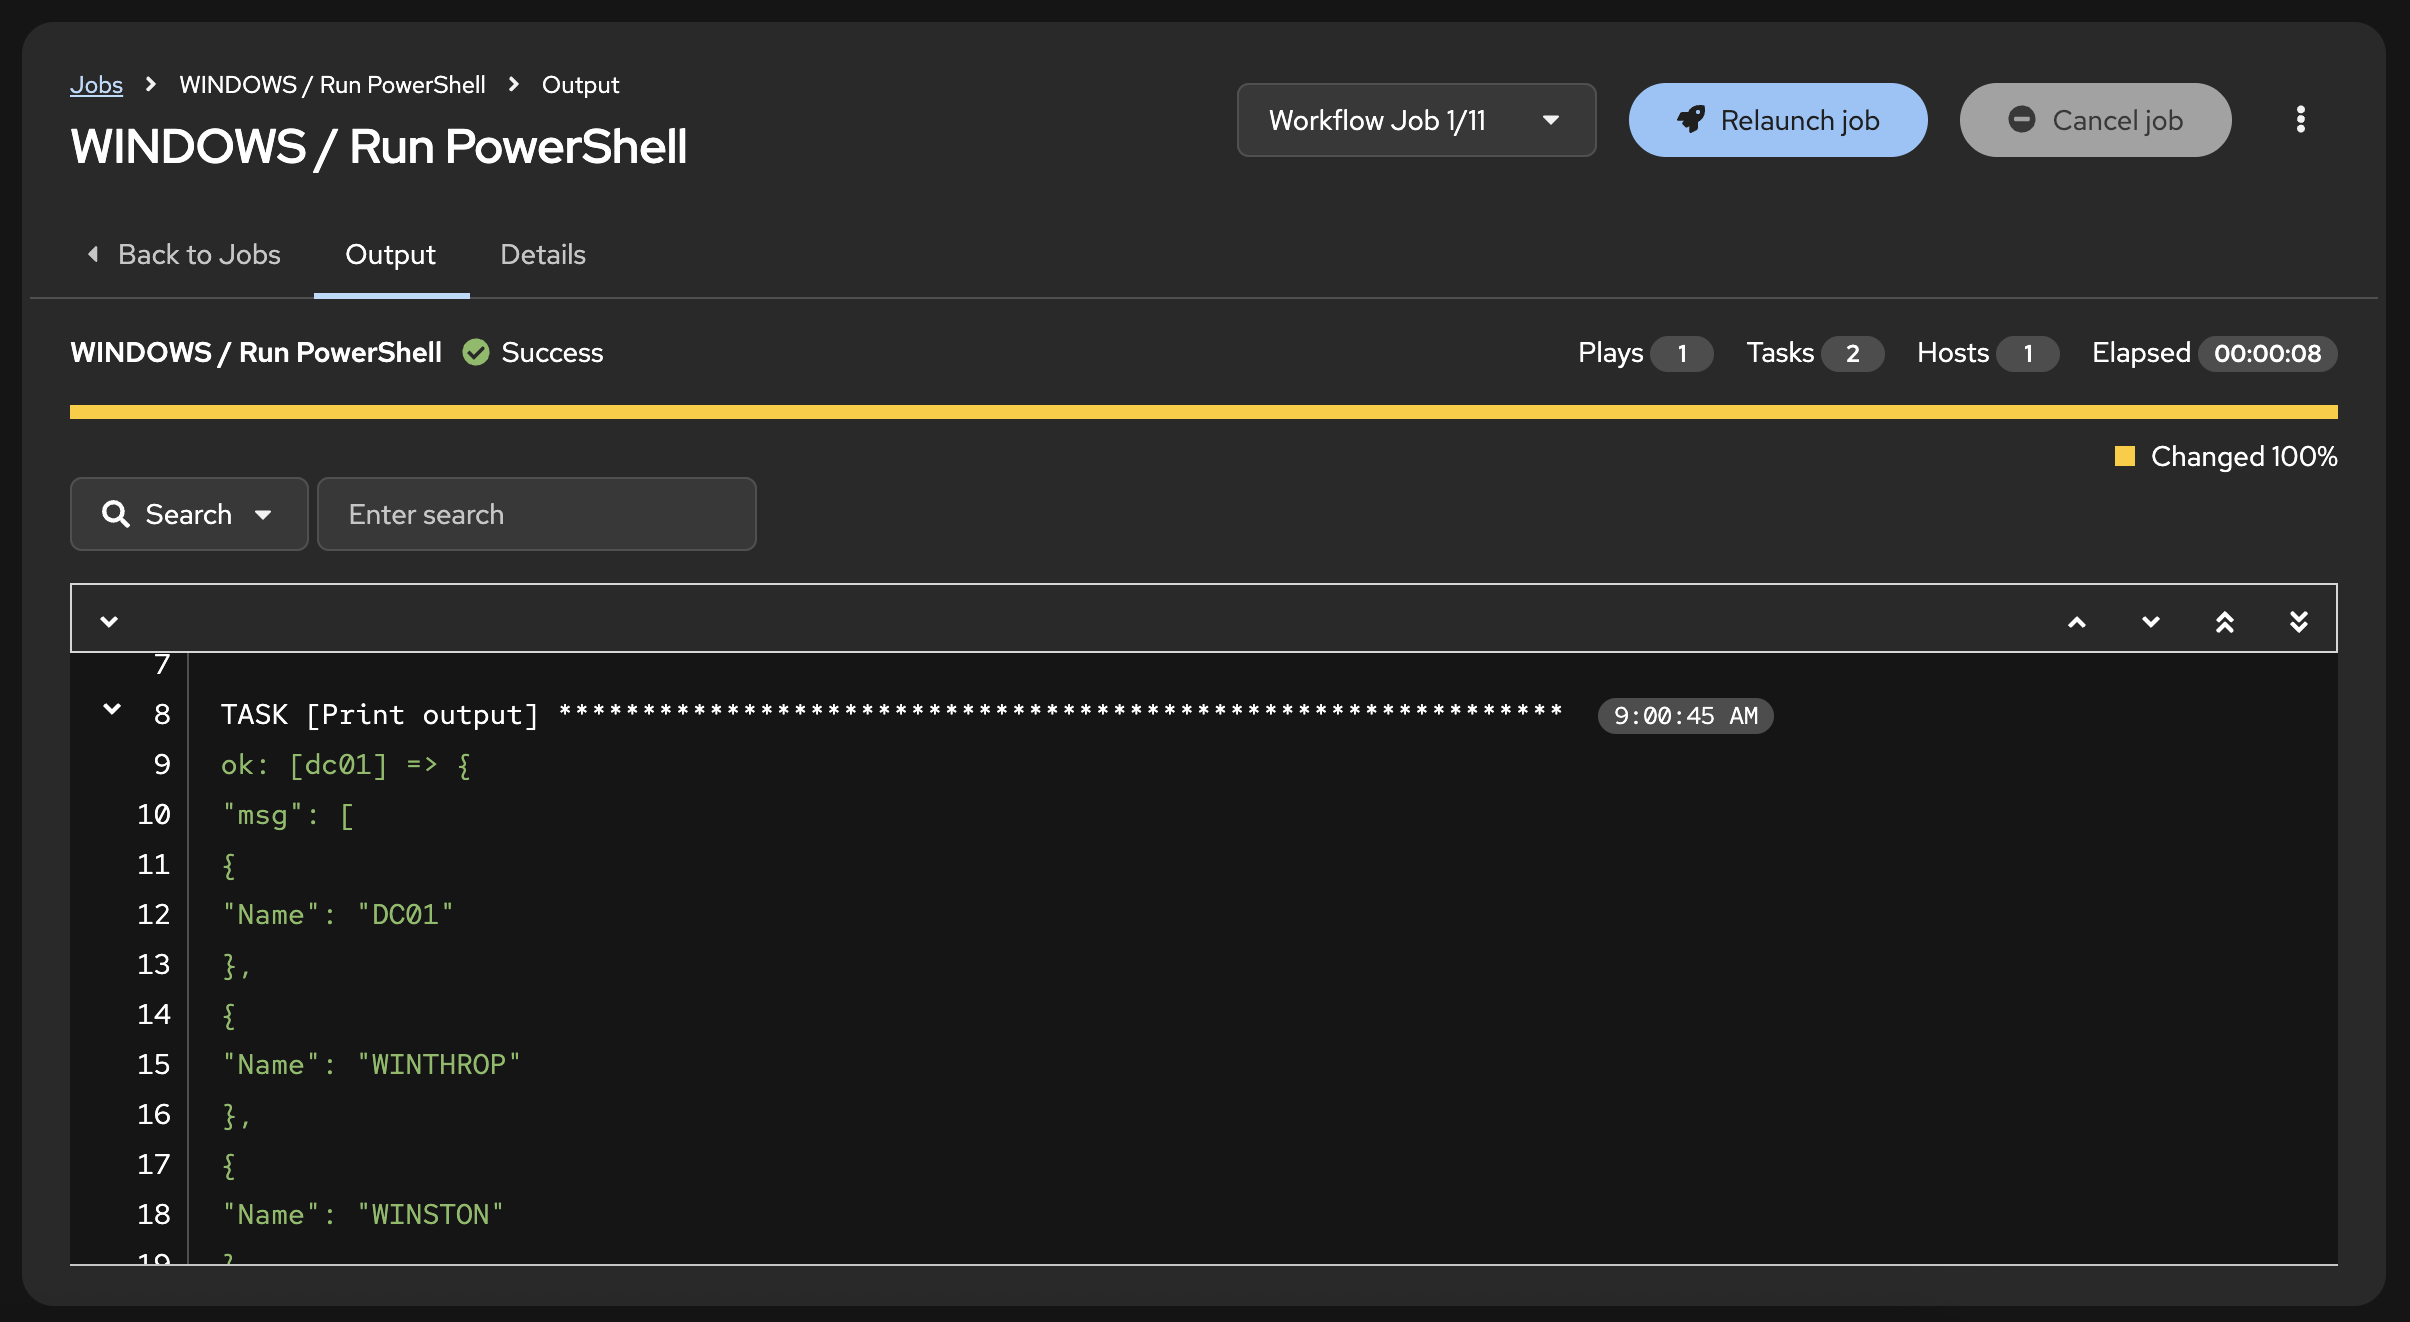 Jobs > WINDOWS / Run PowerShell > Output
WINDOWS / Run PowerShell
Workflow Job 1/11
Relaunch job
Cancel job
Back to Jobs
Output
Details
WINDOWS / Run PowerShell
Success
Plays 1
Tasks 2
Hosts 1
Elapsed 00:00:08
Changed 100%
Search
Enter search
7
8 TASK [Print output] ************************************************************ 9:00:45 AM
9 ok: [dc01] => {
10 "msg": [
11 {
12 "Name": "DC01"
13 },
14 {
15 "Name": "WINTHROP"
16 },
17 {
18 "Name": "WINSTON"
19 }